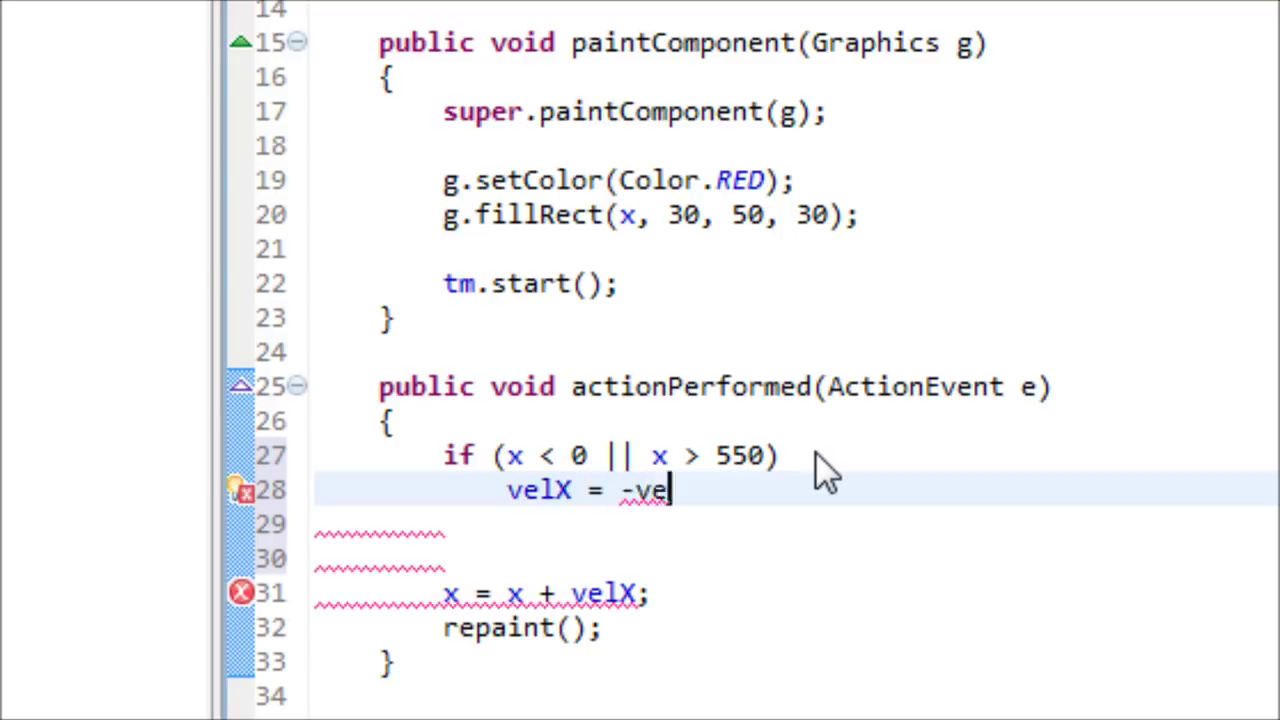 14
15 public void paintComponent(Graphics g)
16 {
17 super.paintComponent(g);
18
19 g.setColor(Color.RED);
20 g.fillRect(x, 30, 50, 30);
21
22 tm.start();
23 }
24
25 public void actionPerformed(ActionEvent e)
26 {
27 if (x < 0 || x > 550)
28 velX = -ve
29
30
31 x = x + velX;
32 repaint();
33 }
34